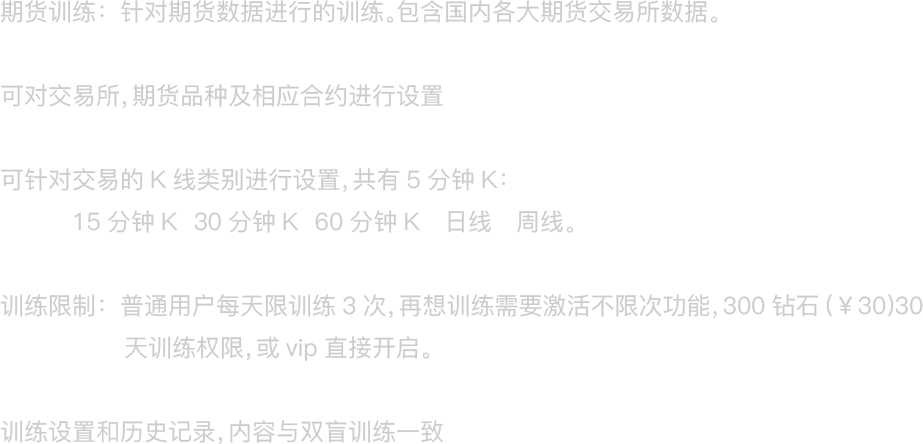 期货训练：针对期货数据进行的训练。包含国内各大期货交易所数据。
可对交易所，期货品种及相应合约进行设置
可针对交易的 K 线类别进行设置，共有 5 分钟 K：
15 分钟 K 30 分钟 K 60 分钟 K 日线 周线。
训练限制：普通用户每天限训练 3 次，再想训练需要激活不限次功能，300 钻石（￥30)30
天训练权限，或 vip 直接开启。
训练设置和历史记录，内容与双盲训练一致